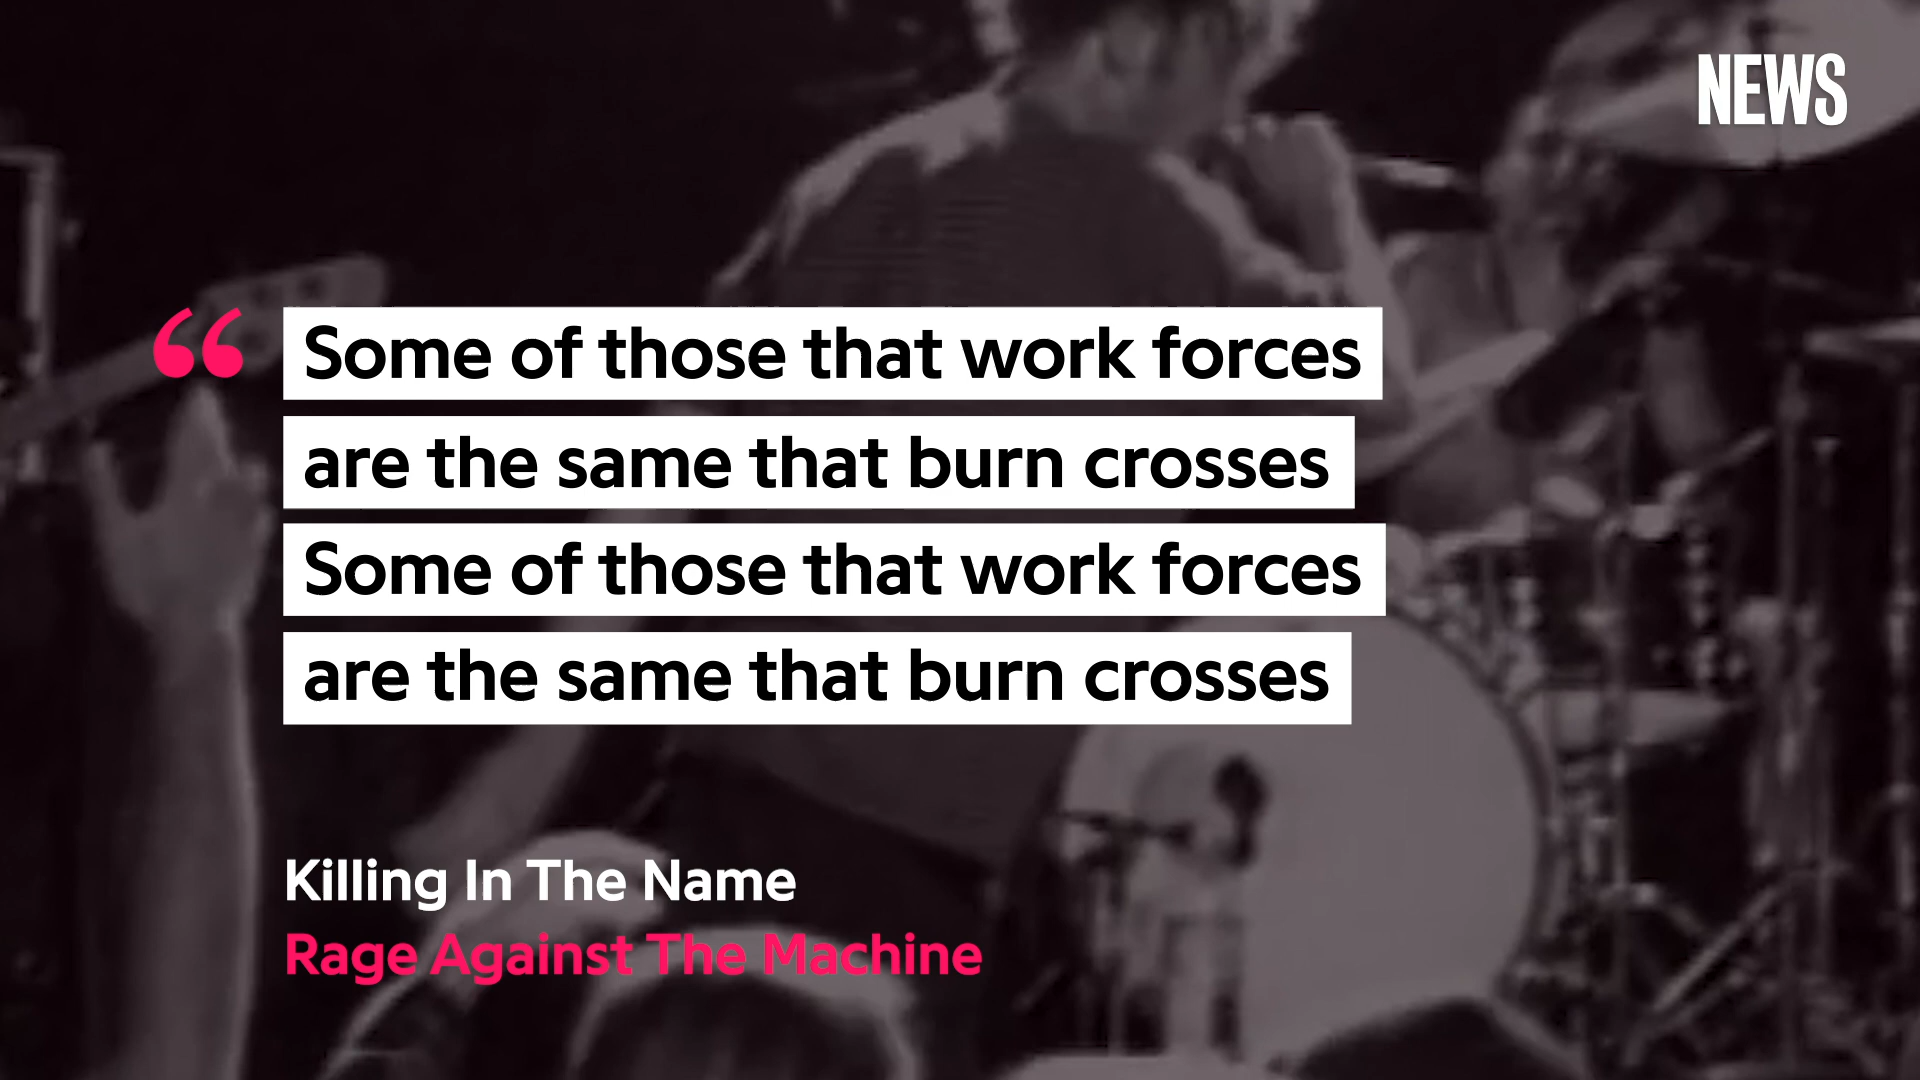 NEWS
“ Some of those that work forces
are the same that burn crosses
Some of those that work forces
are the same that burn crosses
Killing In The Name
Rage Against The Machine